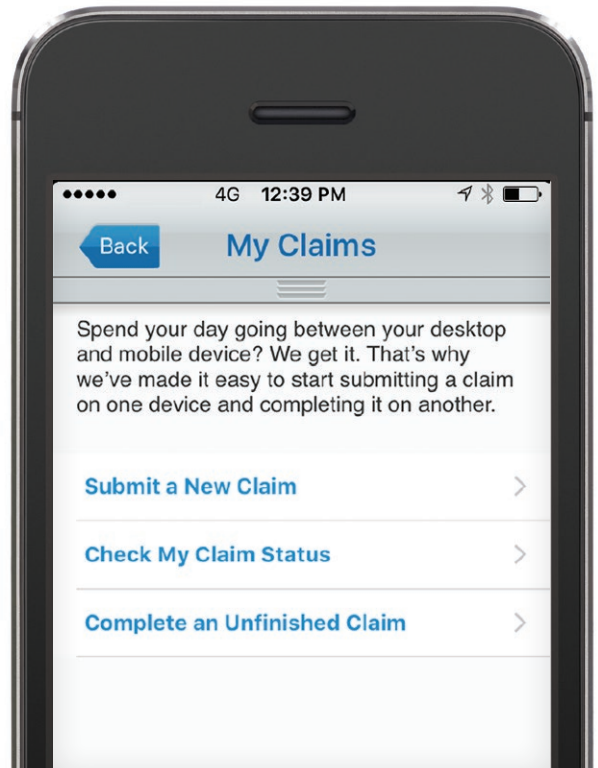 4G 12:39 PM
Back My Claims
Spend your day going between your desktop
and mobile device? We get it. That’s why
we’ve made it easy to start submitting a claim
on one device and completing it on another.
Submit a New Claim
Check My Claim Status
Complete an Unfinished Claim